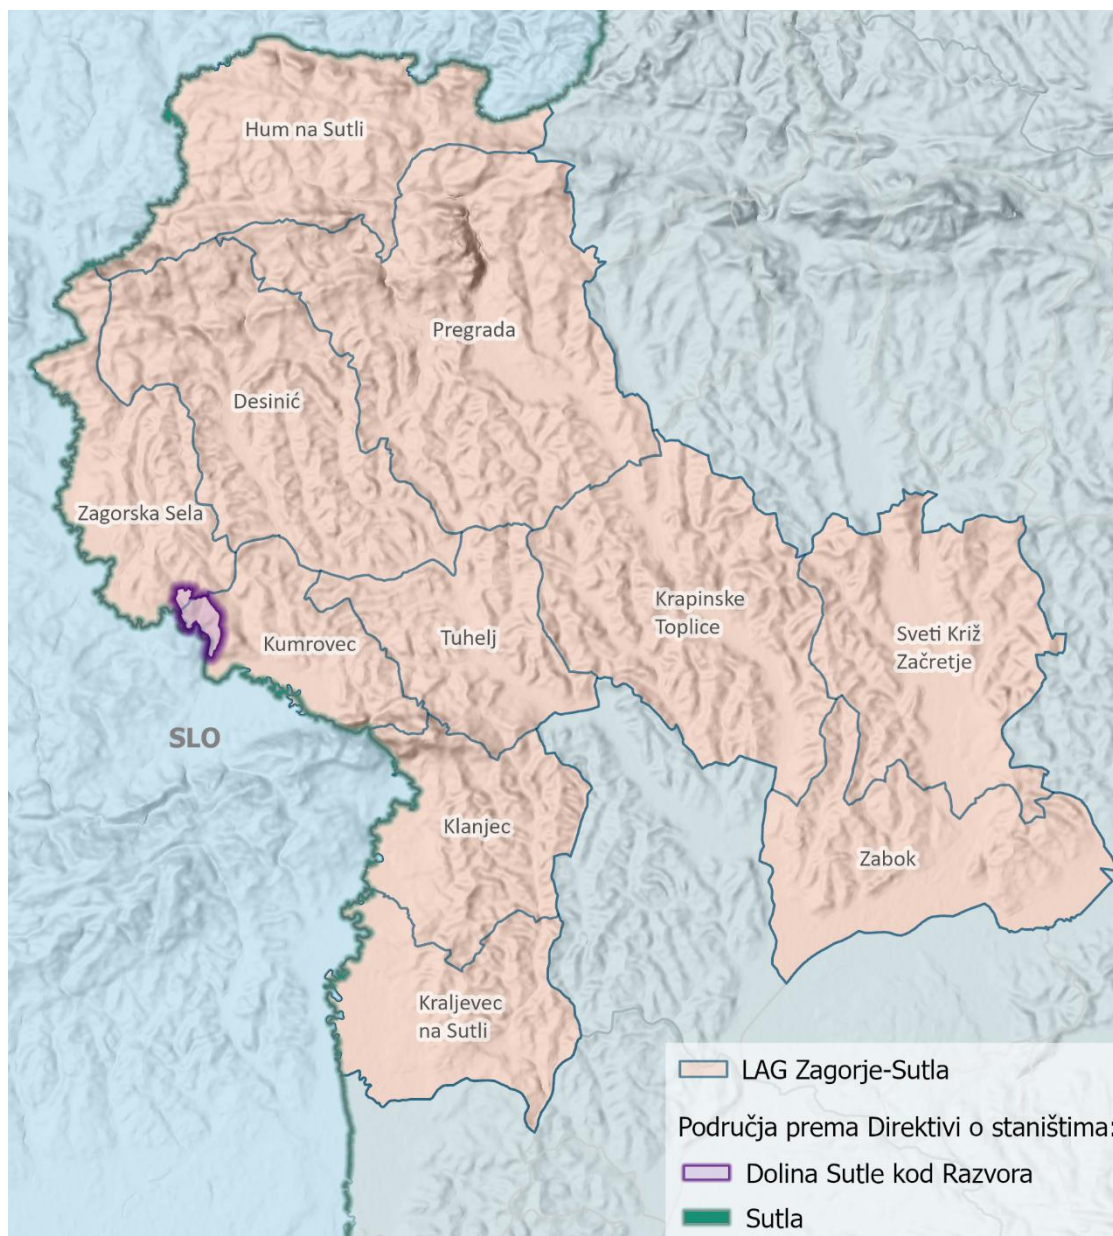 Hum na Sutli
Pregrada
Desinić
Zagorska Sela
Krapinske
Toplice
Sveti Križ
Začretje
Kumrovec
Tuhelj
SLO
Klanjec
Zabok
Kraljevec
na Sutli
LAG Zagorje-Sutla
Područja prema Direktivi o staništima:
Dolina Sutle kod Razvora
Sutla